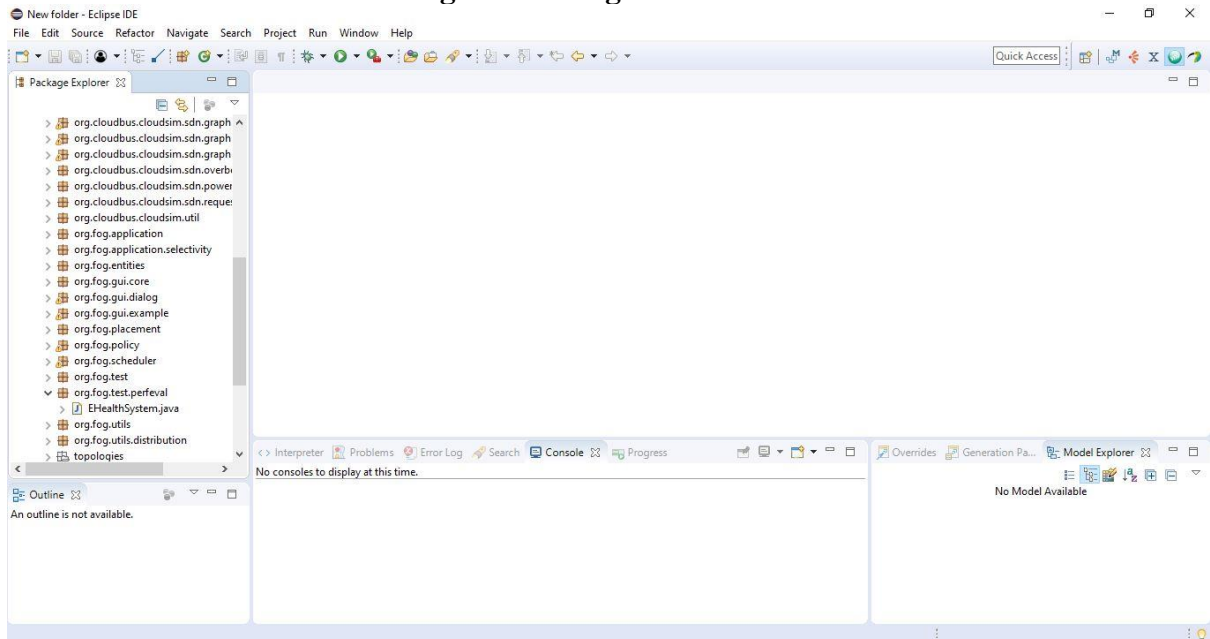 New folder - Eclipse IDE
File Edit Source Refactor Navigate Search Project Run Window Help
Quick Access
Package Explorer
org.cloudbus.cloudsim.sdn.graph
org.cloudbus.cloudsim.sdn.graph
org.cloudbus.cloudsim.sdn.graph
org.cloudbus.cloudsim.sdn.overb
org.cloudbus.cloudsim.sdn.power
org.cloudbus.cloudsim.sdn.reque
org.cloudbus.cloudsim.util
org.fog.application
org.fog.application.selectivity
org.fog.entities
org.fog.gui.core
org.fog.gui.dialog
org.fog.gui.example
org.fog.placement
org.fog.policy
org.fog.scheduler
org.fog.test
org.fog.test.perfeval
EHealthSystem.java
org.fog.utils
org.fog.utils.distribution
topologies
Outline
An outline is not available.
Interpreter Problems Error Log Search Console Progress
No consoles to display at this time.
Overrides Generation Pa... Model Explorer
No Model Available